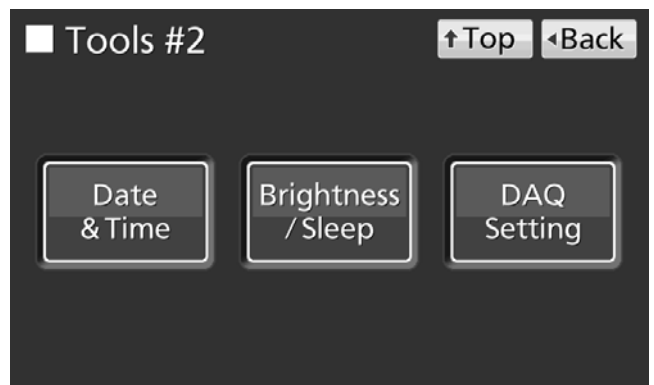 Tools #2
↑Top
◂Back
Date
& Time
Brightness
/ Sleep
DAQ
Setting